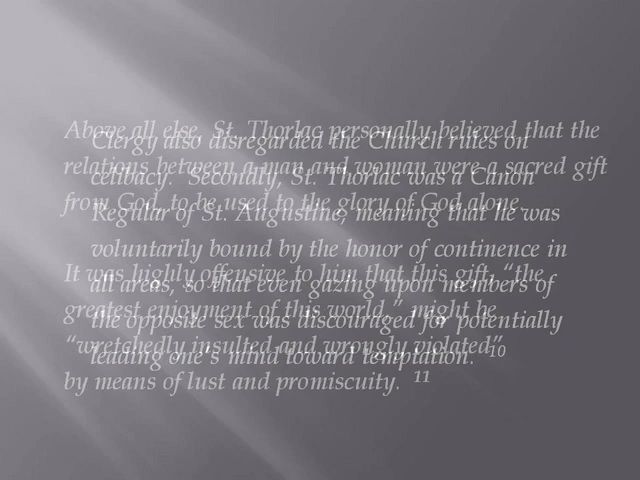 Above all else, St. Thorlac personally believed that the
relations between a man and woman were a sacred gift
from God, to be used to the glory of God alone.
It was highly offensive to him that this gift, “the
greatest enjoyment of this world,” might be
“wretchedly insulted and wrongly violated”
by means of lust and promiscuity. 11
Clergy also disregarded the Church rules on
celibacy. Secondly, St. Thorlac was a Canon
Regular of St. Augustine, meaning that he was
voluntarily bound by the honor of continence in
all areas, so that even gazing upon members of
the opposite sex was discouraged for potentially
leading one's mind toward temptation. 10